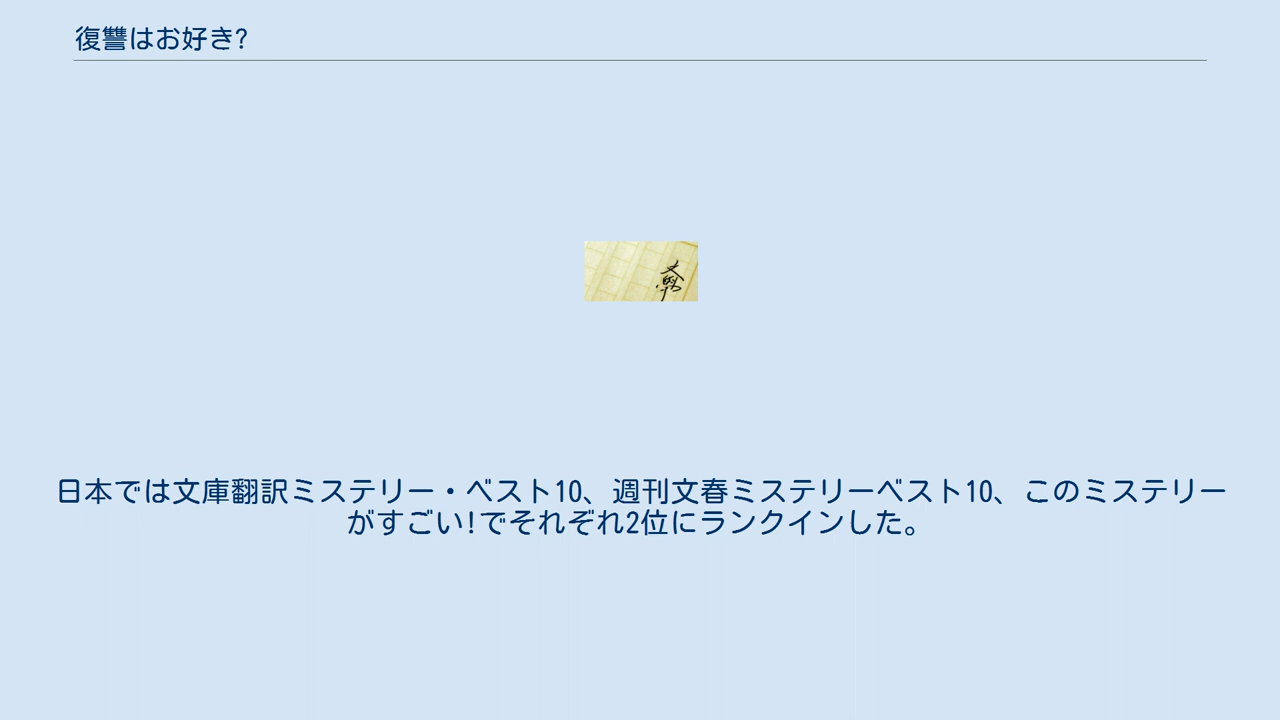 復讐はお好き?
日本では文庫翻訳ミステリー・ベスト10、週刊文春ミステリーベスト10、このミステリー
がすごい!でそれぞれ2位にランクインした。